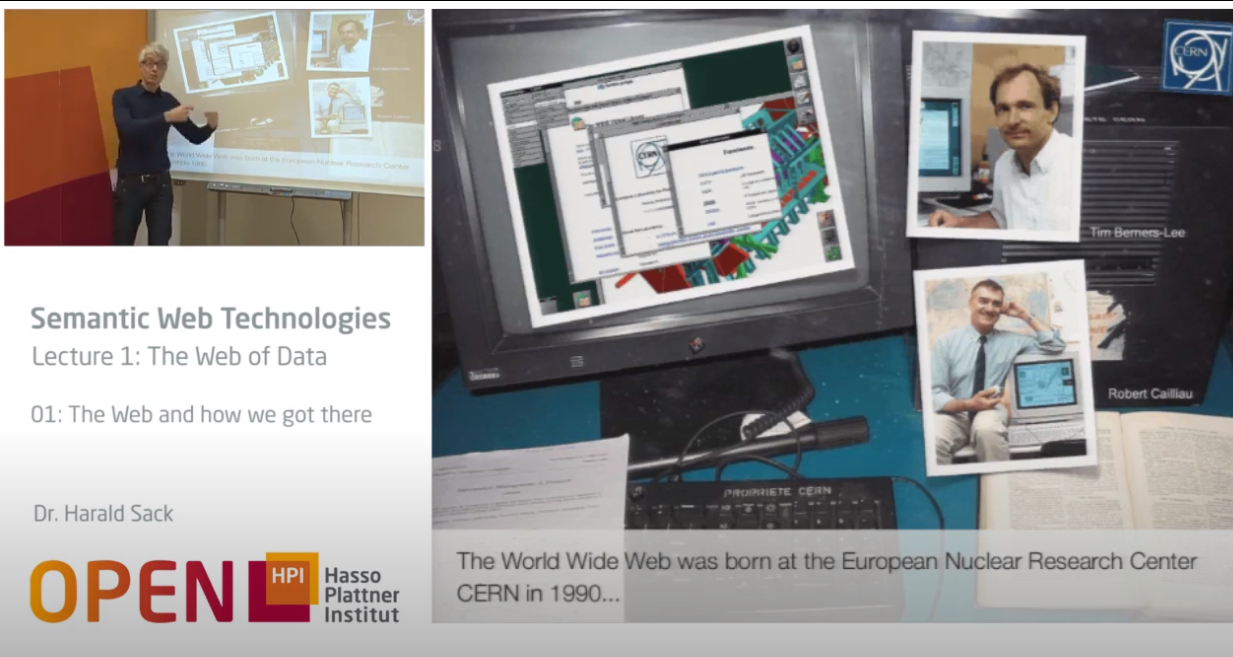 Semantic Web Technologies
Lecture 1: The Web of Data
01: The Web and how we got there
Dr. Harald Sack
OPEN HPI Hasso
Plattner
Institut
CERN
CERN
Tim Berners-Lee
Robert Cailliau
PROPRIETE CERN
The World Wide Web was born at the European Nuclear Research Center
CERN in 1990...